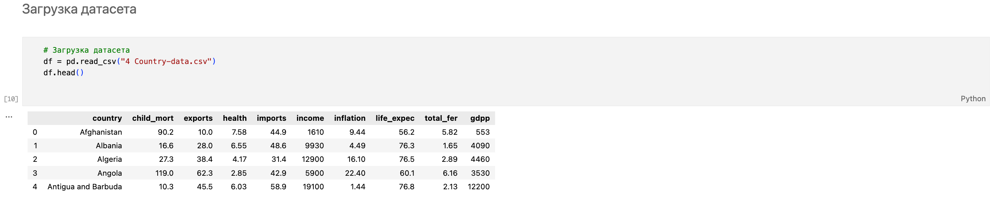 Загрузка датасета
# Загрузка датасета
df = pd.read_csv("4 Country-data.csv")
df.head()
[10]
Python
...
country child_mort exports health imports income inflation life_expec total_fer gdpp
0 Afghanistan 90.2 10.0 7.58 44.9 1610 9.44 56.2 5.82 553
1 Albania 16.6 28.0 6.55 48.6 9930 4.49 76.3 1.65 4090
2 Algeria 27.3 38.4 4.17 31.4 12900 16.10 76.5 2.89 4460
3 Angola 119.0 62.3 2.85 42.9 5900 22.40 60.1 6.16 3530
4 Antigua and Barbuda 10.3 45.5 6.03 58.9 19100 1.44 76.8 2.13 12200